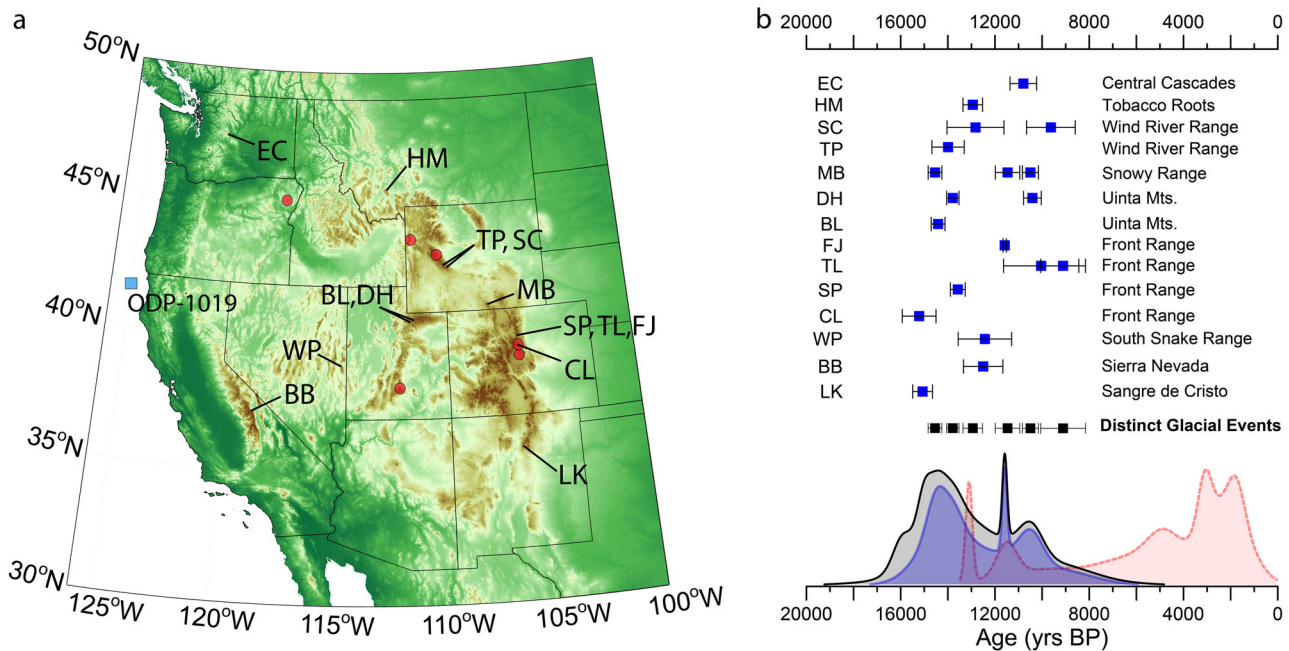 a
50°N
45°N
40°N
35°N
30°N
125°W
120°W
115°W
110°W
105°W
100°W
EC
HM
TP, SC
ODP-1019
BL,DH
MB
SP,TL,FJ
WP
CL
BB
LK
b
20000 16000 12000 8000 4000 0
EC Central Cascades
HM Tobacco Roots
SC Wind River Range
TP Wind River Range
MB Snowy Range
DH Uinta Mts.
BL Uinta Mts.
FJ Front Range
TL Front Range
SP Front Range
CL Front Range
WP South Snake Range
BB Sierra Nevada
LK Sangre de Cristo
Distinct Glacial Events
20000 16000 12000 8000 4000 0
Age (yrs BP)